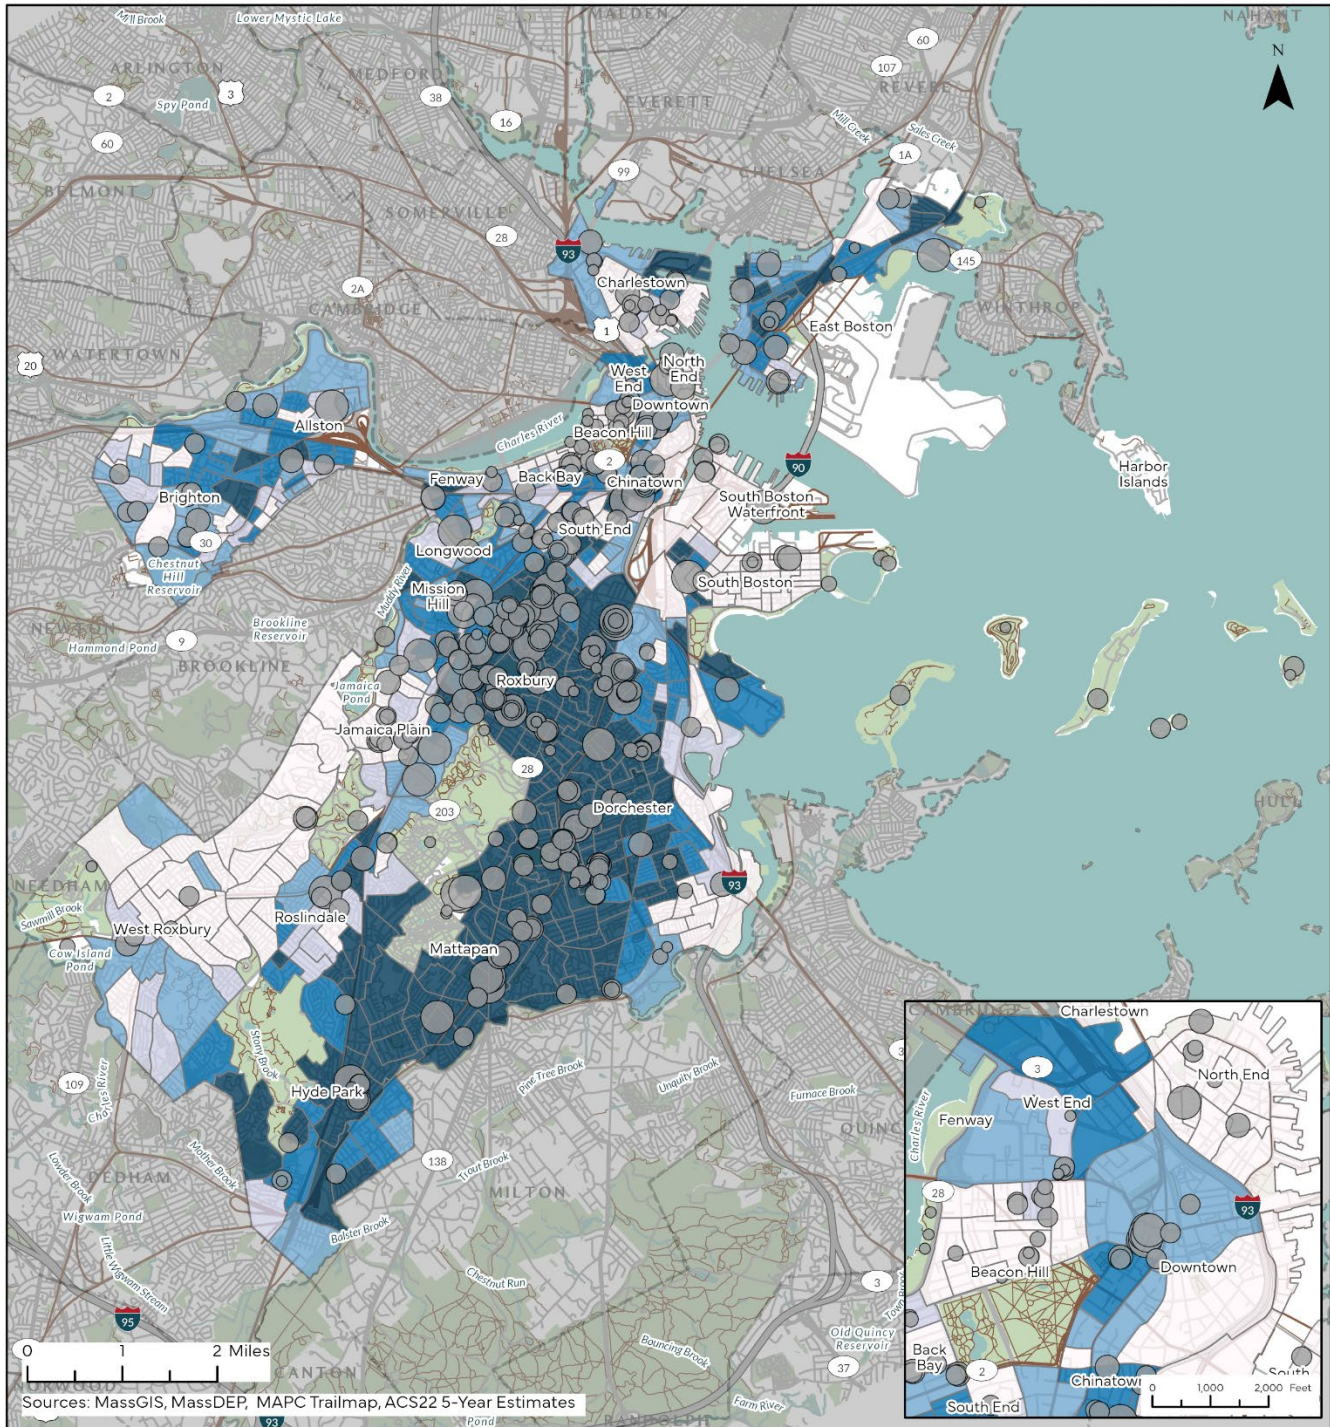 Mill Brook
Lower Mystic Lake
MALDEN
NAHANT
N
ARLINGTON
MEDFORD
60
107
REVERE
2
3
Spy Pond
38
EVERETT
16
Mill Creek
Sales Creek
60
1A
99
CHELSEA
BELMONT
SOMERVILLE
28
93
145
2A
Charlestown
CAMBRIDGE
WINTHROP
1
East Boston
WATERTOWN
20
North
End
West
End
Downtown
Allston
Charles River
Beacon Hill
2
90
Harbor
Islands
Fenway
Back Bay
Chinatown
Brighton
South Boston
Waterfront
South End
30
Longwood
Chestnut
Hill
Reservoir
South Boston
Mission
Hill
Muddy River
NEWTON
Brookline
Reservoir
9
Hammond Pond
BROOKLINE
Roxbury
Jamaica
Pond
Jamaica Plain
28
203
Dorchester
HULL
NEEDHAM
93
Sawmill Brook
Roslindale
West Roxbury
Mattapan
Cow Island
Pond
Stony Brook
109
Charles River
Hyde Park
Pine Tree Brook
Unquity Brook
Furnace Brook
QUINC
Mother Brook
138
Trout Brook
Lowder Brook
DEDHAM
MILTON
Wigwam Pond
Balster Brook
Little Wigwam Stream
Chestnut Run
3
Town Brook
95
Old Quincy
Reservoir
Bouncing Brook
37
0 1 2 Miles
CANTON
NORWOOD
Sources: MassGIS, MassDEP, MAPC Trailmap, ACS22 5-Year Estimates
93
Pond
RANDOLPH
Farm River
CAMBRIDGE
Charlestown
3
North End
West End
Charles River
Fenway
28
93
Beacon Hill
Downtown
Back
Bay
2
Chinatown
South
South End
0 1,000 2,000 Feet